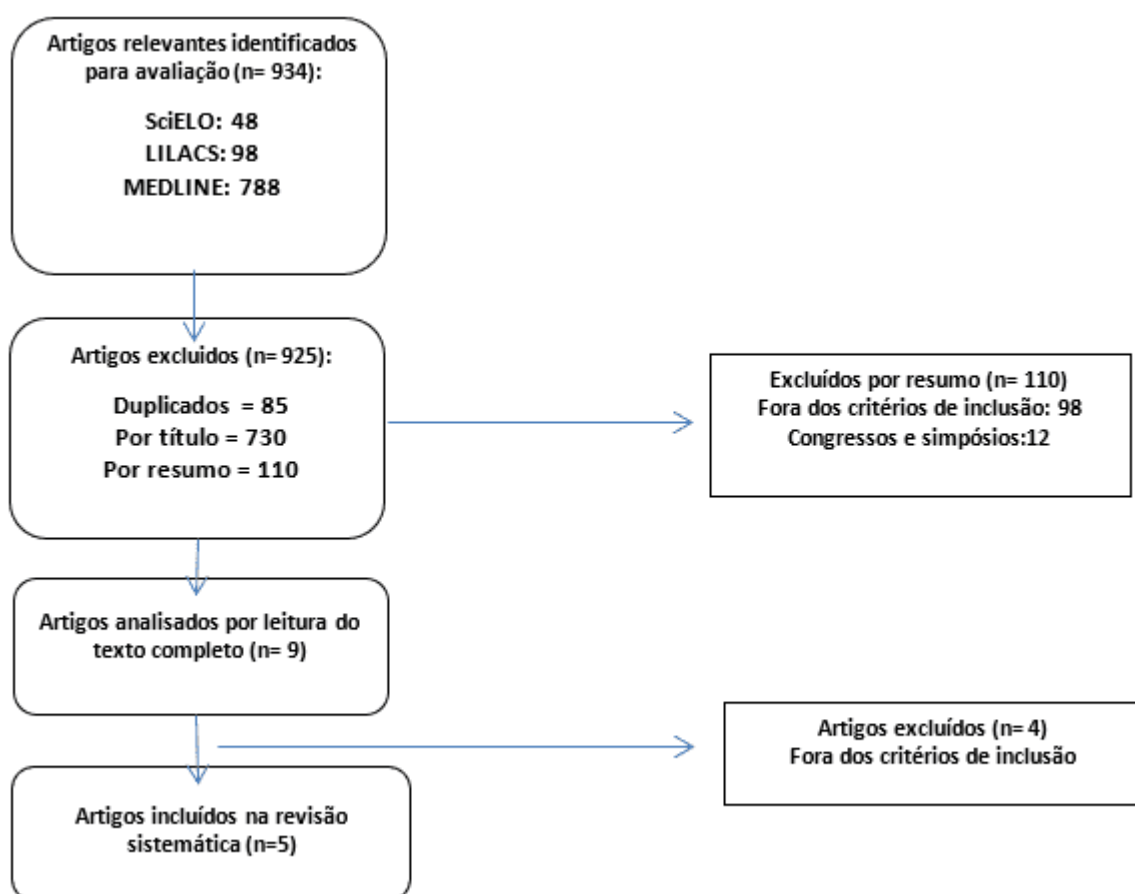 Artigos relevantes identificados
para avaliação (n= 934):
SciELO: 48
LILACS: 98
MEDLINE: 788
Artigos excluidos (n= 925):
Duplicados = 85
Por título = 730
Por resumo = 110
Excluídos por resumo (n= 110)
Fora dos critérios de inclusão: 98
Congressos e simpósios:12
Artigos analisados por leitura do
texto completo (n= 9)
Artigos excluídos (n= 4)
Fora dos critérios de inclusão
Artigos incluídos na revisão
sistemática (n=5)